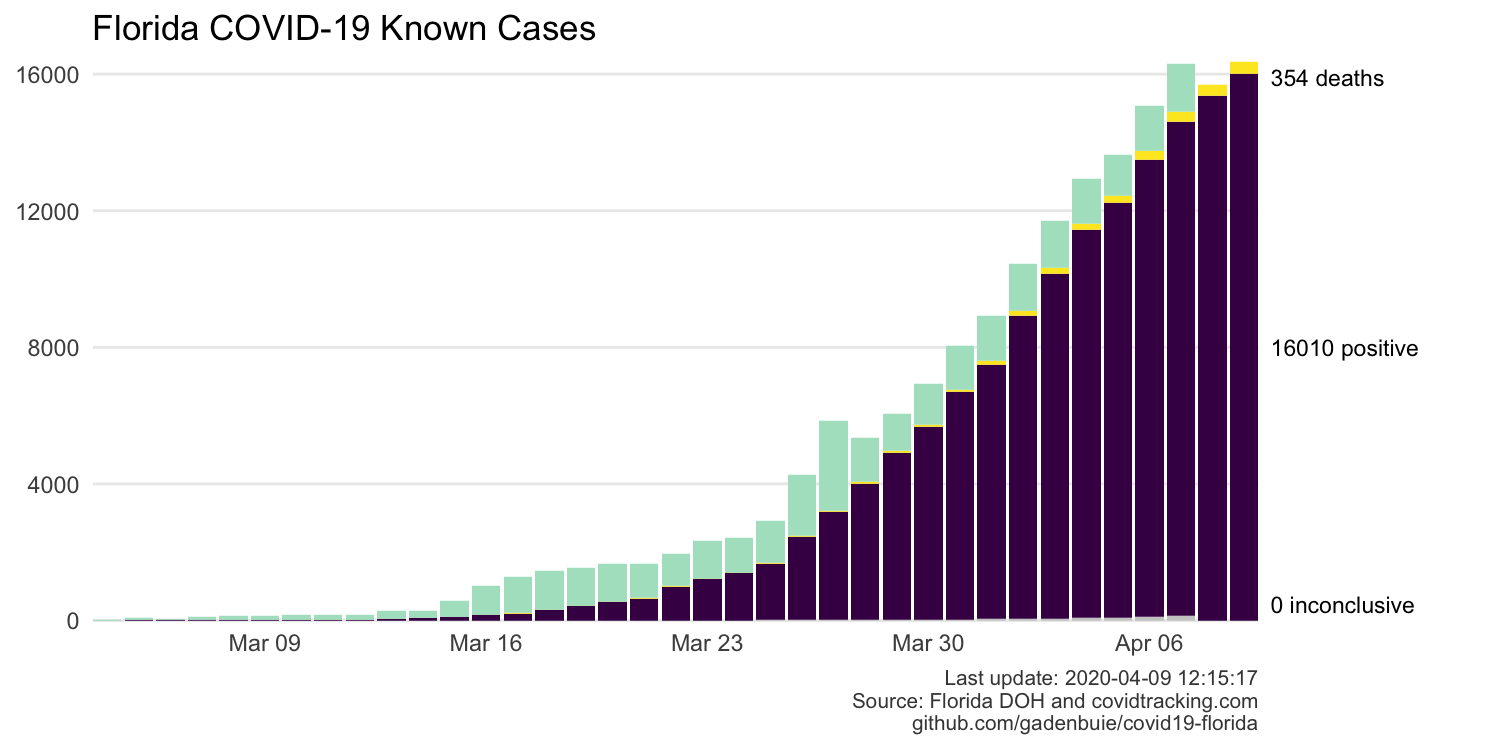 Florida COVID-19 Known Cases
16000
354 deaths
12000
8000
16010 positive
4000
0 inconclusive
0
Mar 09 Mar 16 Mar 23 Mar 30 Apr 06
Last update: 2020-04-09 12:15:17
Source: Florida DOH and covidtracking.com
github.com/gadenbuie/covid19-florida